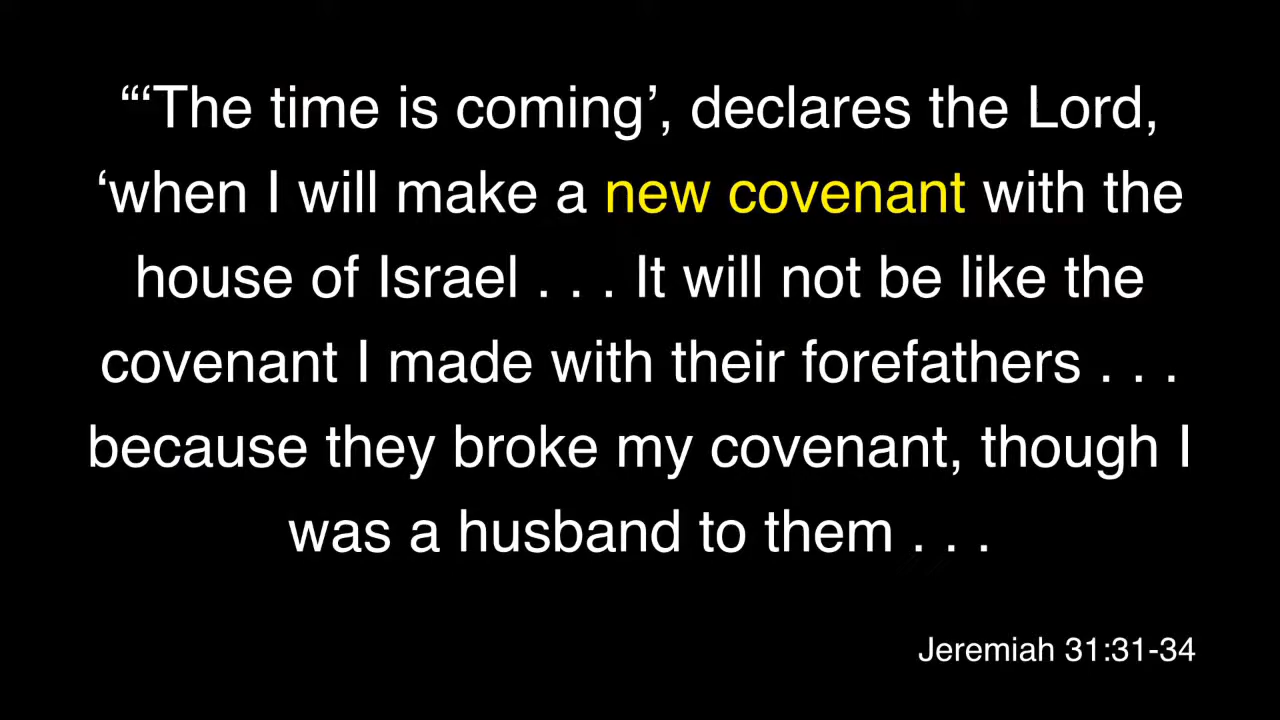 “‘The time is coming’, declares the Lord,
‘when I will make a new covenant with the
house of Israel . . . It will not be like the
covenant I made with their forefathers . . .
because they broke my covenant, though I
was a husband to them . . .
Jeremiah 31:31-34